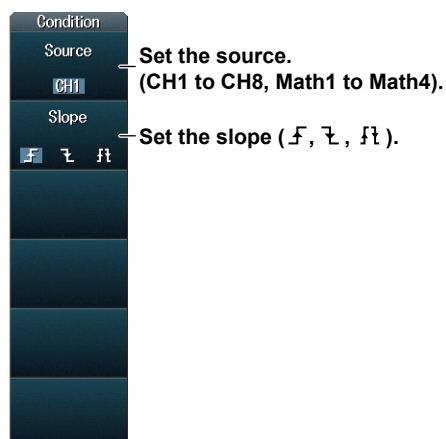 Condition
Source
CH1
Set the source.
(CH1 to CH8, Math1 to Math4).
Slope
Set the slope ( , , ).